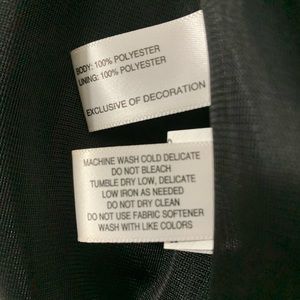 BODY: 100% POLYESTER
LINING: 100% POLYESTER
EXCLUSIVE OF DECORATION
MACHINE WASH COLD DELICATE
DO NOT BLEACH
TUMBLE DRY LOW, DELICATE
LOW IRON AS NEEDED
DO NOT DRY CLEAN
DO NOT USE FABRIC SOFTENER
WASH WITH LIKE COLORS